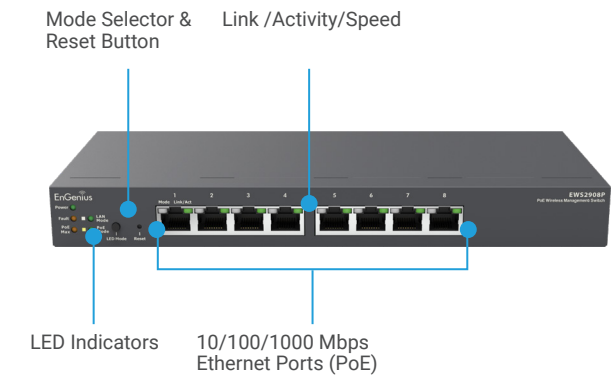 Mode Selector &
Reset Button
Link /Activity/Speed
EnGenius
EWS2908P
PoE Wireless Management Switch
1 2 3 4 5 6 7 8
Mode Link/Act
Power
Fault
LAN
Mode
PoE
Max
PoE
Mode
LED Mode
Reset
LED Indicators
10/100/1000 Mbps
Ethernet Ports (PoE)